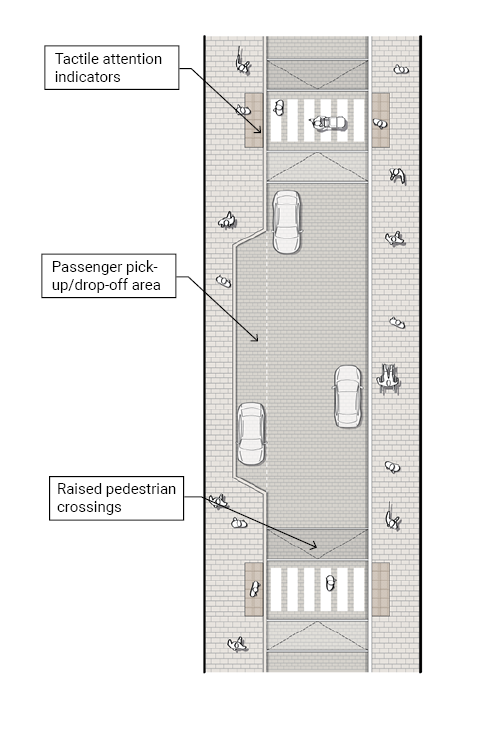 Tactile attention
indicators
Passenger pick-
up/drop-off area
Raised pedestrian
crossings